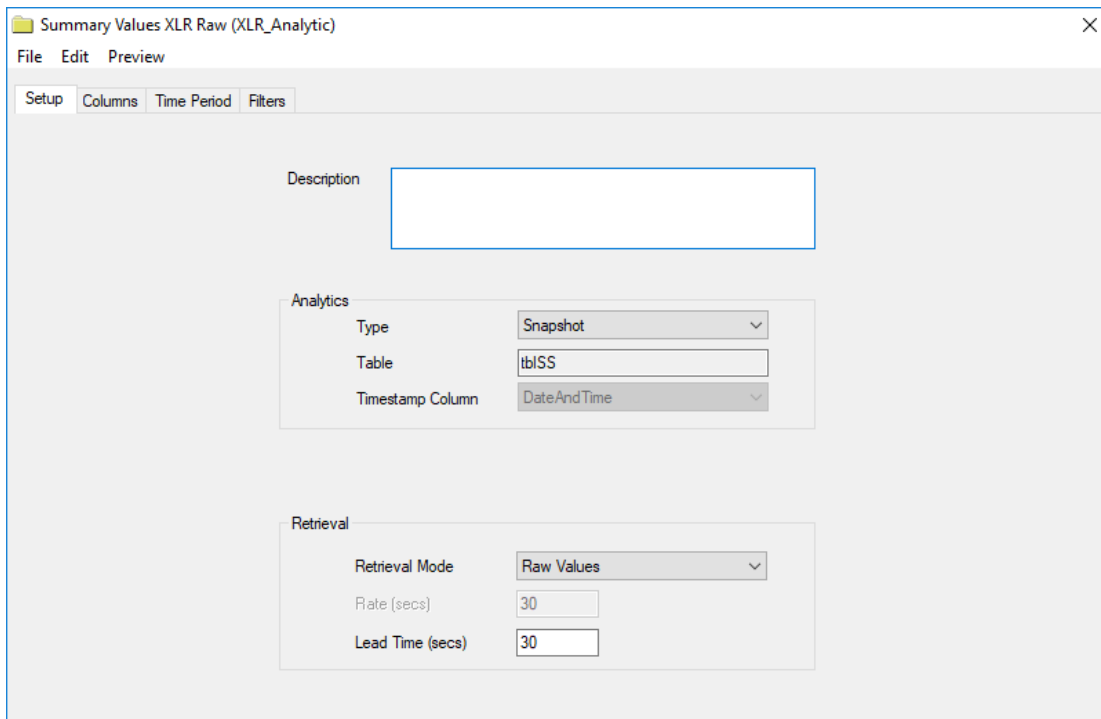 Summary Values XLR Raw (XLR_Analytic)
File Edit Preview
Setup Columns Time Period Filters
Description
Analytics
Type Snapshot
Table tblSS
Timestamp Column DateAndTime
Retrieval
Retrieval Mode Raw Values
Rate (secs) 30
Lead Time (secs) 30